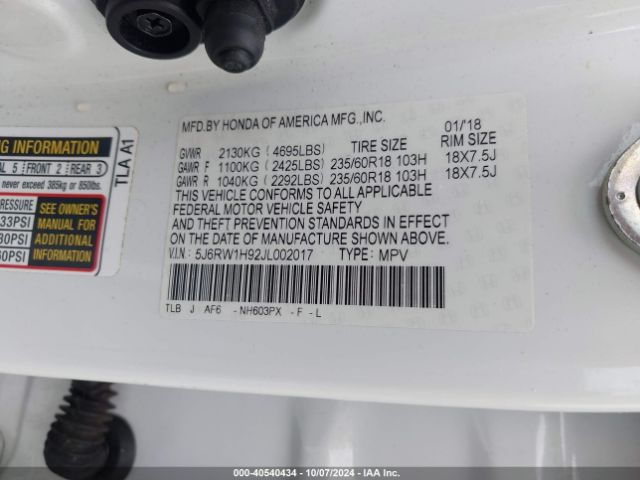 MFD.BY HONDA OF AMERICA MFG.,INC. 01/'18
GVWR 2130KG ( 4695LBS) TIRE SIZE RIM SIZE
GAWR F 1100KG ( 2425LBS) 235/60R18 103H 18X7.5J
GAWR R 1040KG ( 2292LBS) 235/60R18 103H 18X7.5J
THIS VEHICLE CONFORMS TO ALL APPLICABLE
FEDERAL MOTOR VEHICLE SAFETY
AND THEFT PREVENTION STANDARDS IN EFFECT
ON THE DATE OF MANUFACTURE SHOWN ABOVE.
V.I.N: 5J6RW1H92JL002017 TYPE: MPV
TLB J AF6 - NH603PX - F - L
INFORMATION
5 FRONT 2 REAR 3
never exceed 385kg or 850lbs.
TLA A1
33PSI
60PSI
SEE OWNER'S
MANUAL FOR
ADDITIONAL
INFORMATION
000-40540434 - 10/07/2024 - IAA Inc.